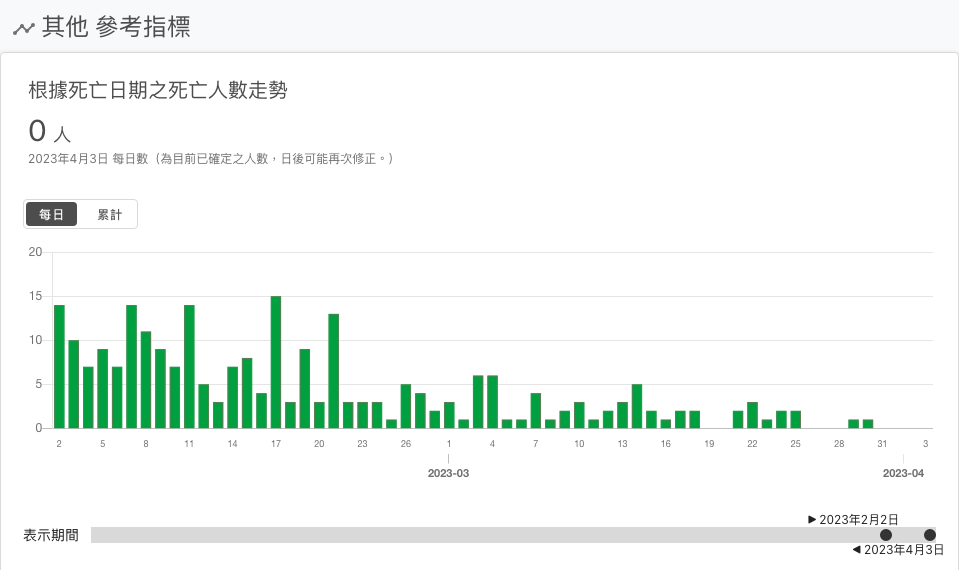 其他 參考指標
根據死亡日期之死亡人數走勢
0 人
2023年4月3日 每日數（為目前已確定之人數，日後可能再次修正。）
每日 累計
20
15
10
5
0
2 5 8 11 14 17 20 23 26 1 4 7 10 13 16 19 22 25 28 31 3
2023-03 2023-04
▶ 2023年2月2日
表示期間
◀ 2023年4月3日